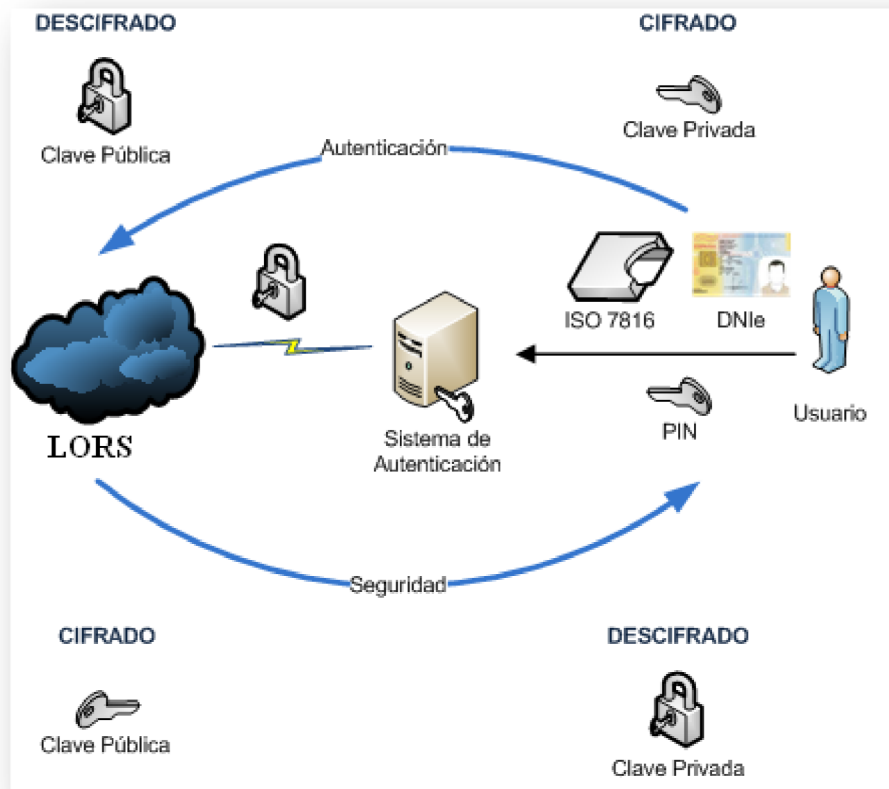 DESCIFRADO
CIFRADO
Clave Pública
Clave Privada
Autenticación
ISO 7816
DNIe
LORS
Sistema de
Autenticación
PIN
Usuario
Seguridad
CIFRADO
DESCIFRADO
Clave Pública
Clave Privada